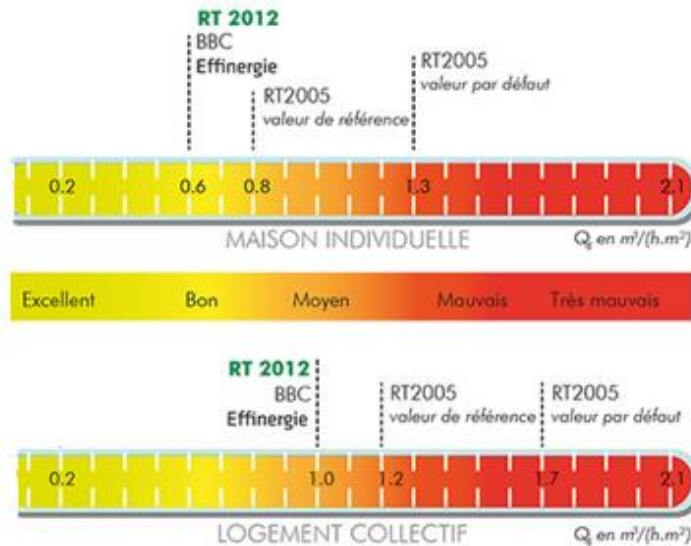 RT 2012
BBC
Effinergie
RT2005
valeur de référence
RT2005
valeur par défaut
0.2 0.6 0.8 1.3 2.1
MAISON INDIVIDUELLE
Q₄ en m³/(h.m²)
Excellent Bon Moyen Mauvais Très mauvais
RT 2012
BBC
Effinergie
RT2005
valeur de référence
RT2005
valeur par défaut
0.2 1.0 1.2 1.7 2.1
LOGEMENT COLLECTIF
Q₄ en m³/(h.m²)